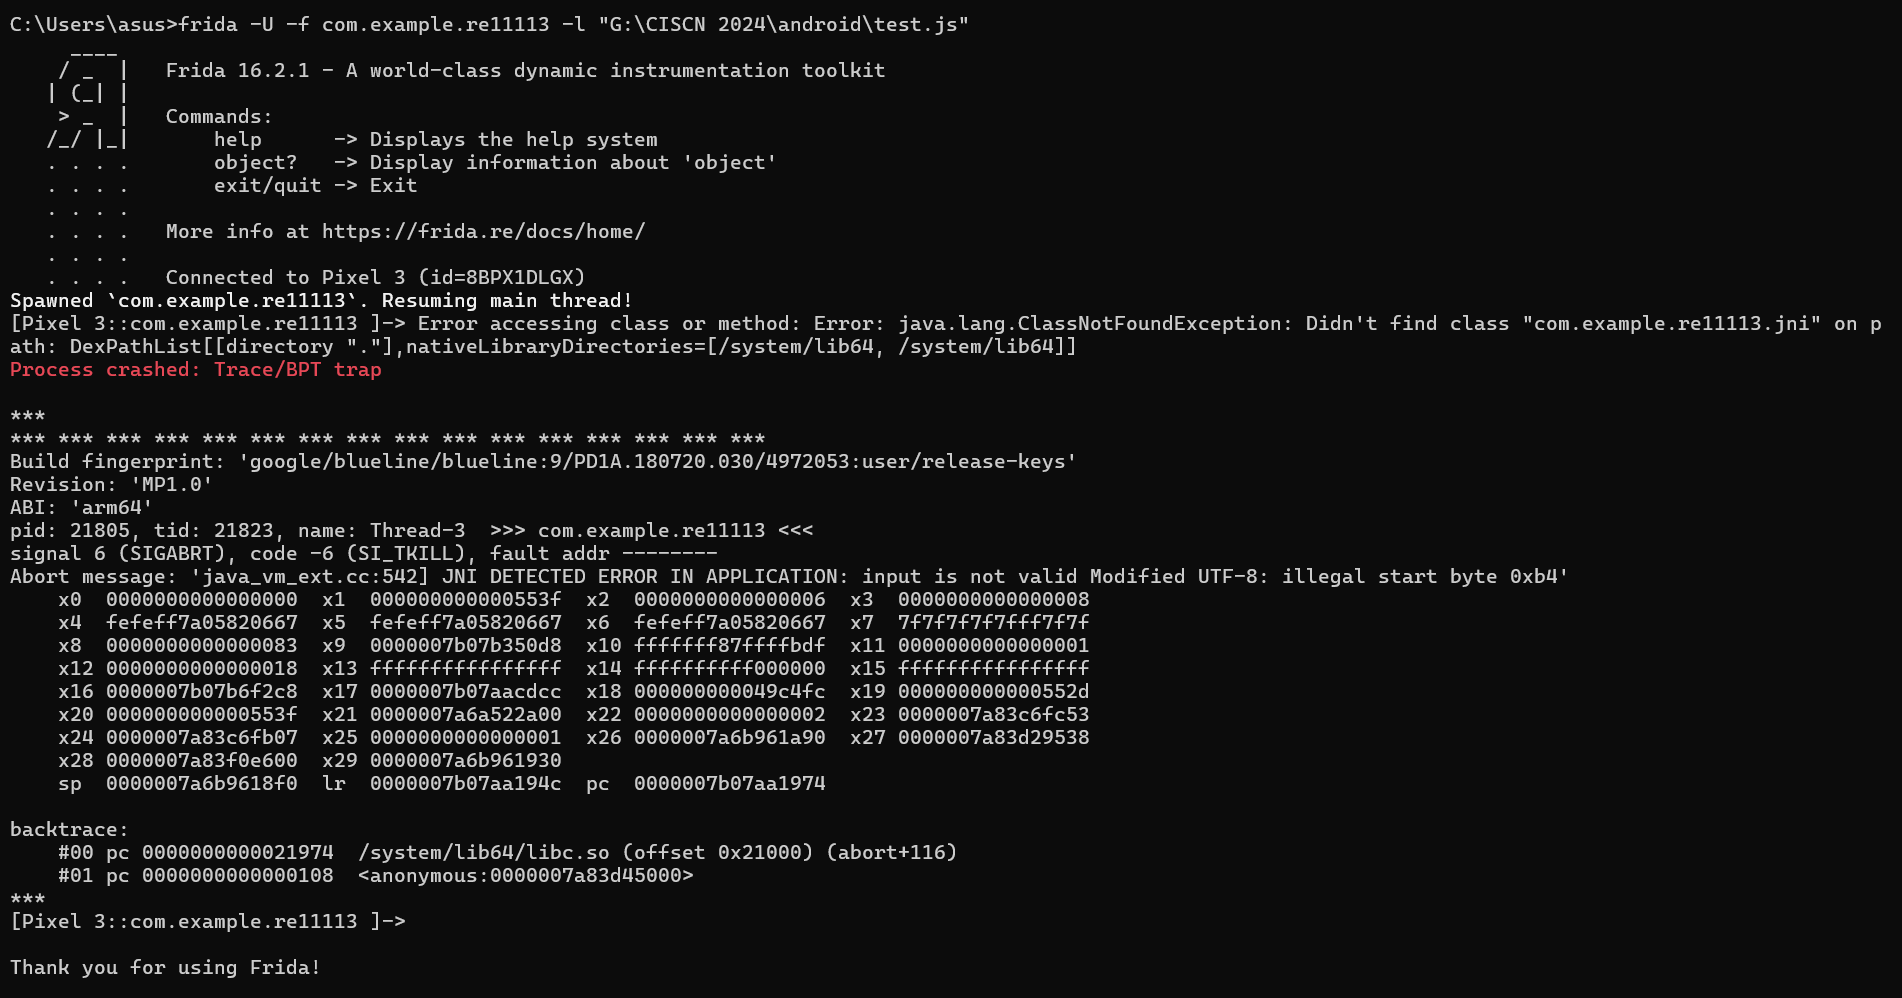 C:\Users\asus>frida -U -f com.example.re11113 -l "G:\CISCN 2024\android\test.js"
     ____
    / _  |   Frida 16.2.1 - A world-class dynamic instrumentation toolkit
   | (_| |
    > _  |   Commands:
   /_/ |_|       help      -> Displays the help system
   . . . .       object?   -> Display information about 'object'
   . . . .       exit/quit -> Exit
   . . . .
   . . . .   More info at https://frida.re/docs/home/
   . . . .
   . . . .   Connected to Pixel 3 (id=8BPX1DLGX)
Spawned `com.example.re11113`. Resuming main thread!
[Pixel 3::com.example.re11113 ]-> Error accessing class or method: Error: java.lang.ClassNotFoundException: Didn't find class "com.example.re11113.jni" on p
ath: DexPathList[[directory "."],nativeLibraryDirectories=[/system/lib64, /system/lib64]]
Process crashed: Trace/BPT trap

***
*** *** *** *** *** *** *** *** *** *** *** *** *** *** *** ***
Build fingerprint: 'google/blueline/blueline:9/PD1A.180720.030/4972053:user/release-keys'
Revision: 'MP1.0'
ABI: 'arm64'
pid: 21805, tid: 21823, name: Thread-3  >>> com.example.re11113 <<<
signal 6 (SIGABRT), code -6 (SI_TKILL), fault addr --------
Abort message: 'java_vm_ext.cc:542] JNI DETECTED ERROR IN APPLICATION: input is not valid Modified UTF-8: illegal start byte 0xb4'
    x0  0000000000000000  x1  000000000000553f  x2  0000000000000006  x3  0000000000000008
    x4  fefeff7a05820667  x5  fefeff7a05820667  x6  fefeff7a05820667  x7  7f7f7f7f7fff7f7f
    x8  0000000000000083  x9  0000007b07b350d8  x10 fffffff87ffffbdf  x11 0000000000000001
    x12 0000000000000018  x13 ffffffffffffffff  x14 ffffffffff000000  x15 ffffffffffffffff
    x16 0000007b07b6f2c8  x17 0000007b07aacdcc  x18 000000000049c4fc  x19 000000000000552d
    x20 000000000000553f  x21 0000007a6a522a00  x22 0000000000000002  x23 0000007a83c6fc53
    x24 0000007a83c6fb07  x25 0000000000000001  x26 0000007a6b961a90  x27 0000007a83d29538
    x28 0000007a83f0e600  x29 0000007a6b961930
    sp  0000007a6b9618f0  lr  0000007b07aa194c  pc  0000007b07aa1974

backtrace:
    #00 pc 0000000000021974  /system/lib64/libc.so (offset 0x21000) (abort+116)
    #01 pc 0000000000000108  <anonymous:0000007a83d45000>
***
[Pixel 3::com.example.re11113 ]->

Thank you for using Frida!